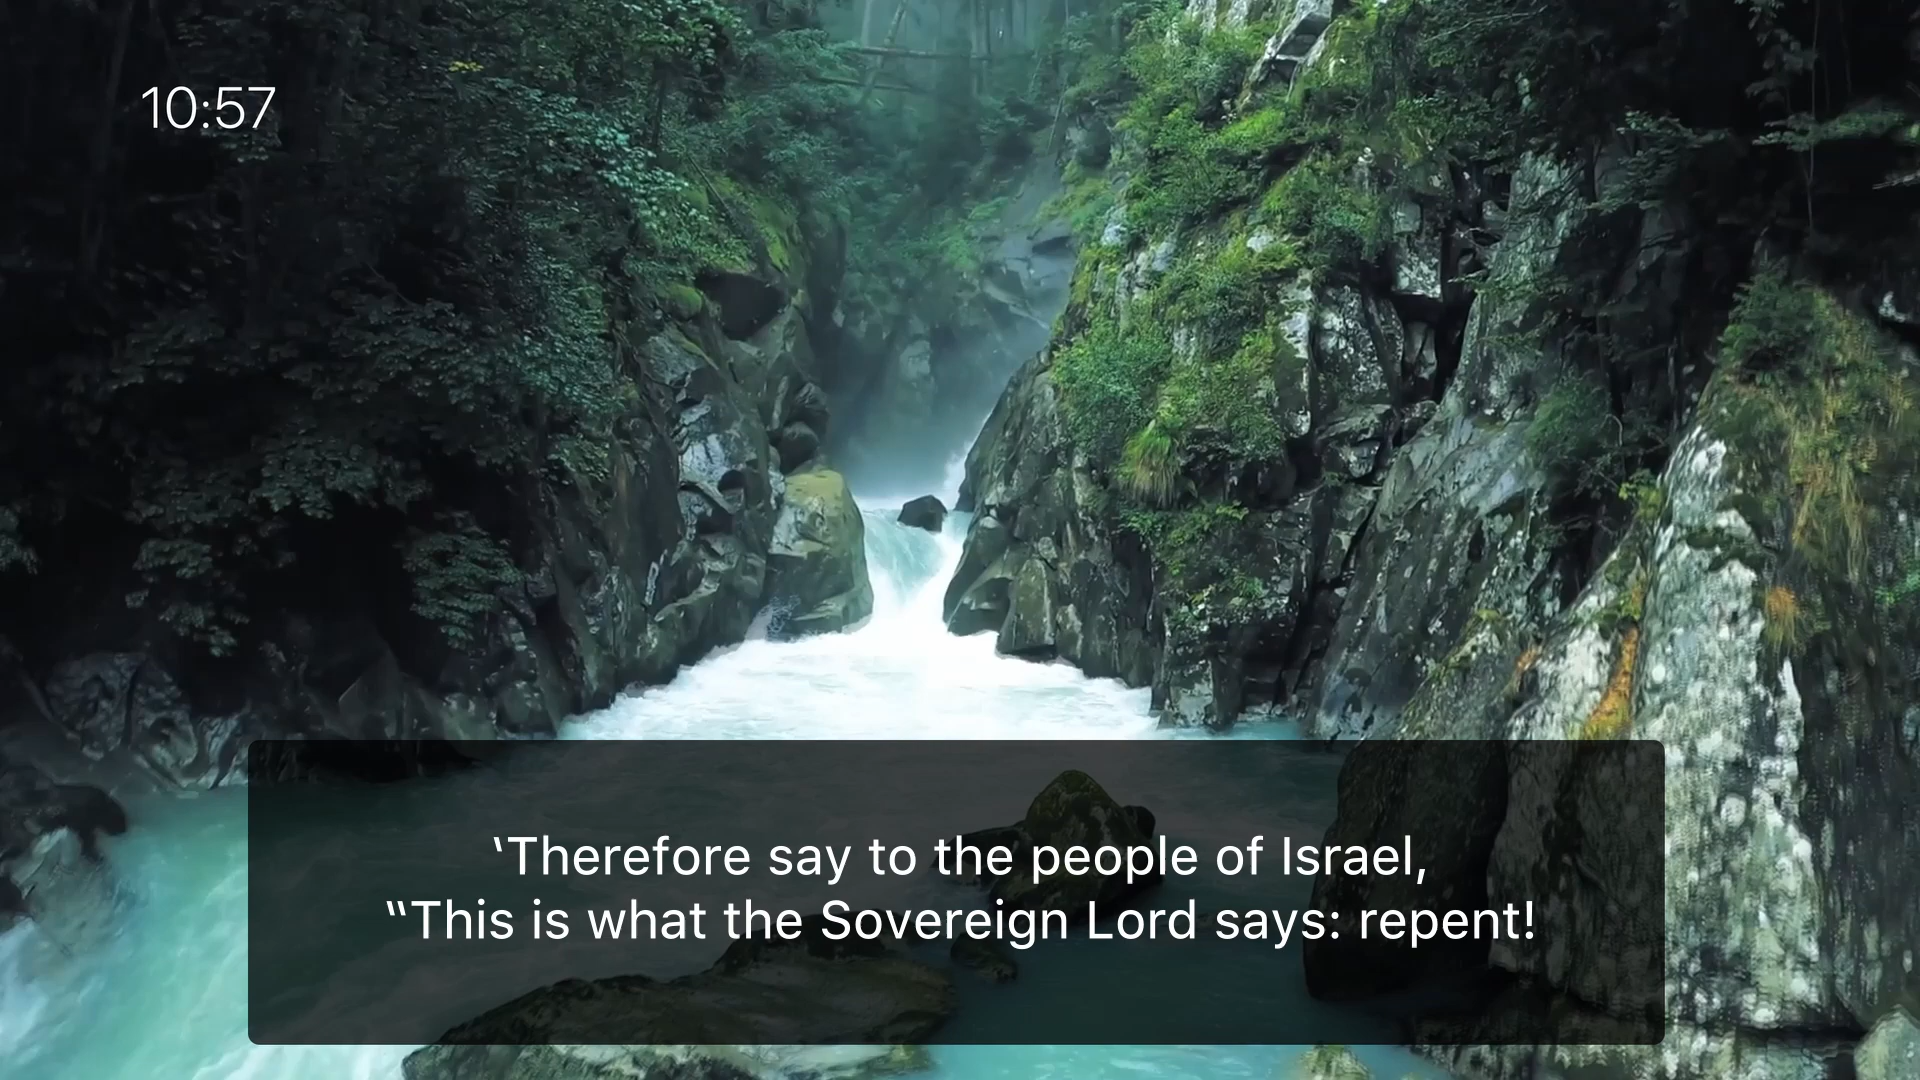 10:57
‘Therefore say to the people of Israel,
“This is what the Sovereign Lord says: repent!